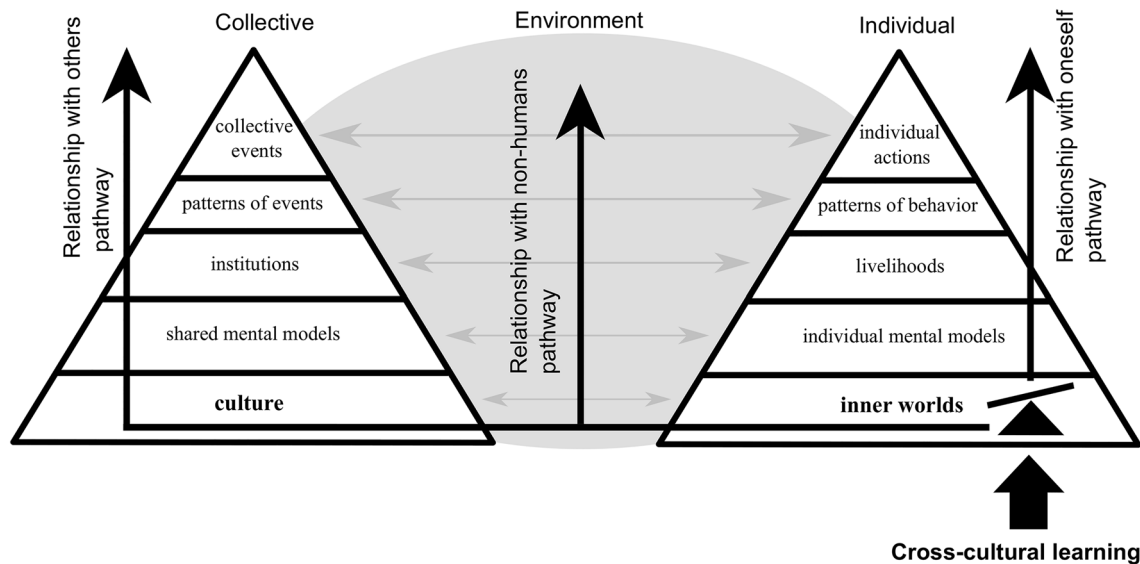 Collective
Environment
Individual
Relationship with others
pathway
collective
events
patterns of events
institutions
shared mental models
culture
Relationship with non-humans
pathway
individual
actions
patterns of behavior
livelihoods
individual mental models
inner worlds
Relationship with oneself
pathway
Cross-cultural learning